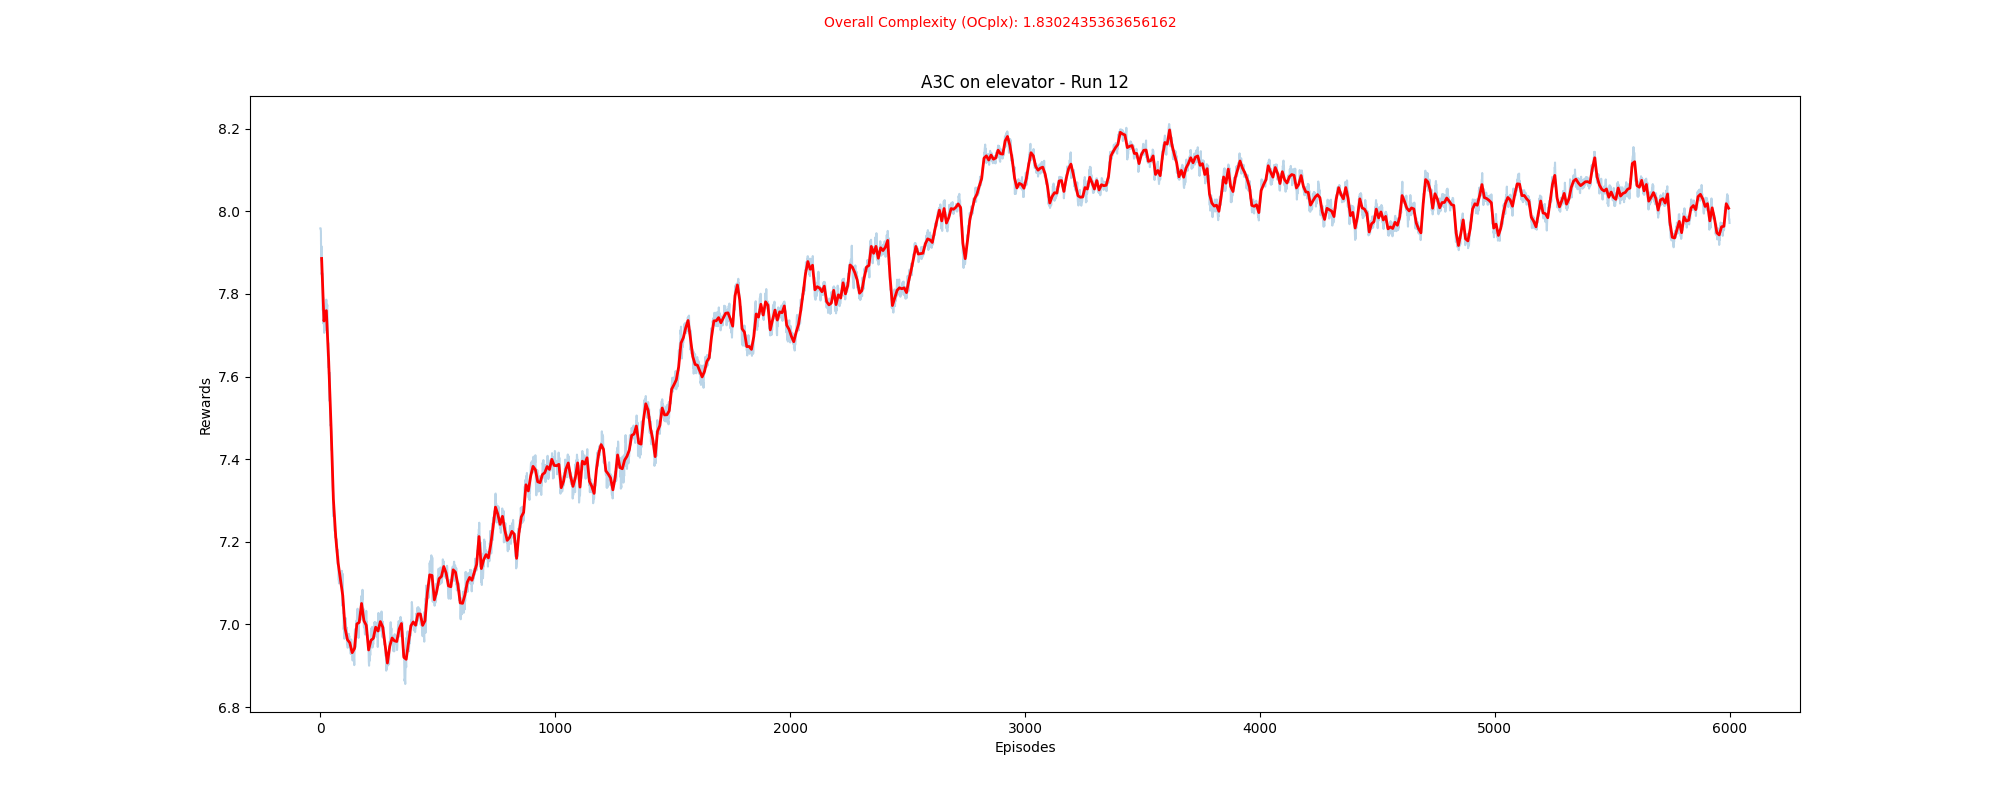 Overall Complexity (OCplx): 1.8302435363656162
A3C on elevator - Run 12
8.2
8.0
7.8
7.6
7.4
7.2
7.0
6.8
Rewards
0 1000 2000 3000 4000 5000 6000
Episodes